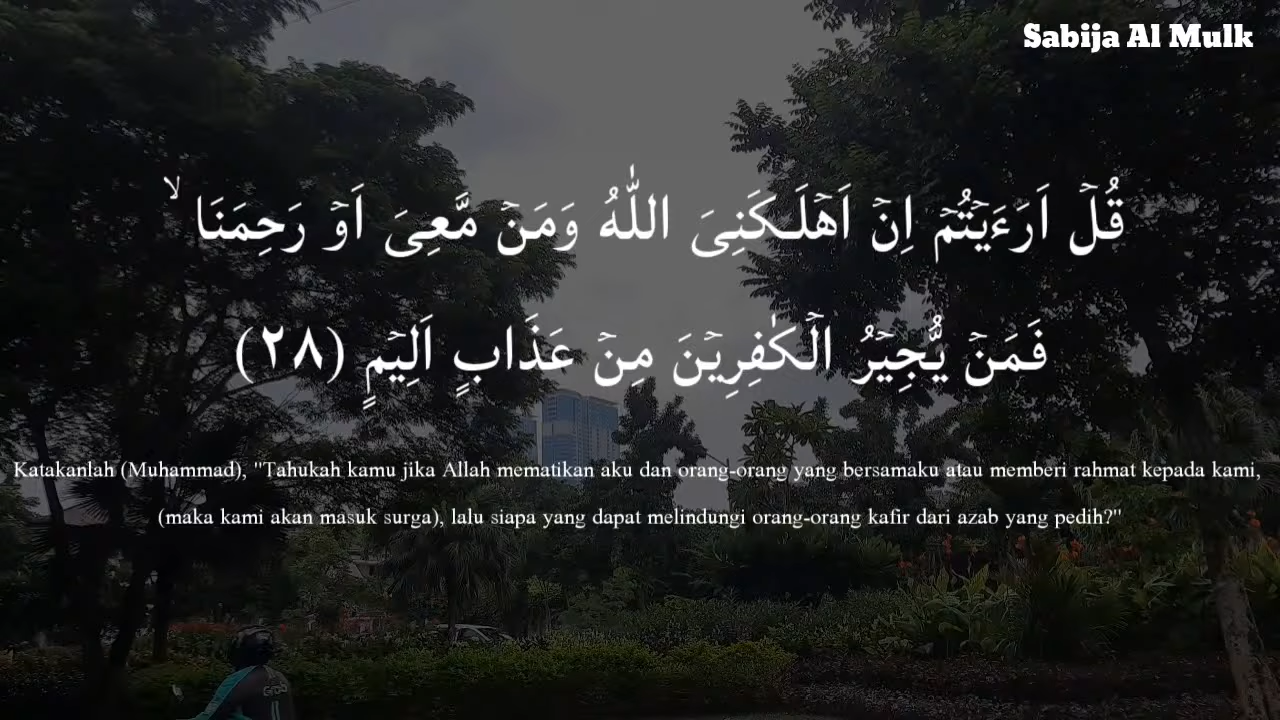 Sabija Al Mulk
قُلۡ اَرَءَيۡتُمۡ اِنۡ اَهۡلَـكَنِىَ اللّٰهُ وَمَنۡ مَّعِىَ اَوۡ رَحِمَنَا ۙ
فَمَنۡ يُّجِيۡرُ الۡكٰفِرِيۡنَ مِنۡ عَذَابٍ اَلِيۡمٍ (٢٨)
Katakanlah (Muhammad), "Tahukah kamu jika Allah mematikan aku dan orang-orang yang bersamaku atau memberi rahmat kepada kami,
(maka kami akan masuk surga), lalu siapa yang dapat melindungi orang-orang kafir dari azab yang pedih?"
Grab